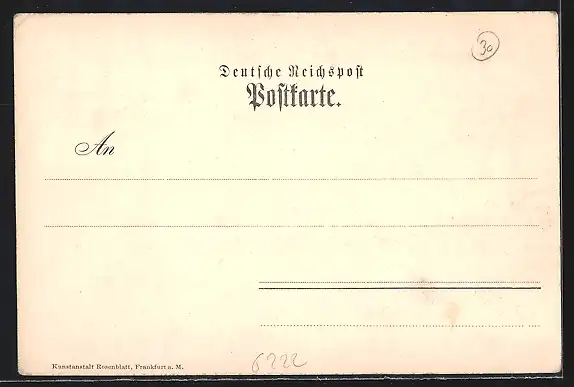 30
Deutsche Reichspost
Postkarte.
An
Kunstanstalt Rosenblatt, Frankfurt a. M.
6222